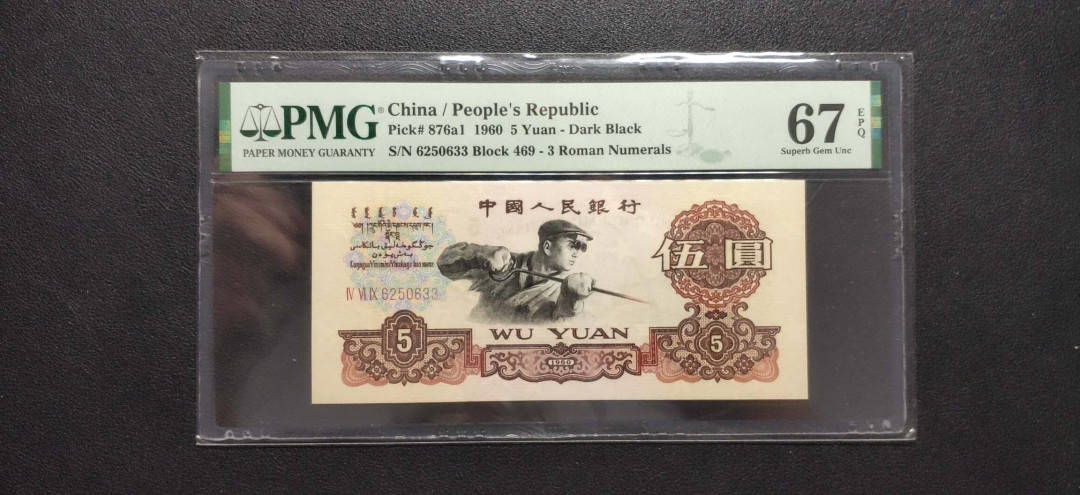 PMG
PAPER MONEY GUARANTY
China / People's Republic
Pick# 876a1 1960 5 Yuan - Dark Black
S/N 6250633 Block 469 - 3 Roman Numerals
67
EPQ
Superb Gem Unc
中國人民銀行
伍圓
IV VI IX 6250633
5
WU YUAN
1960
5